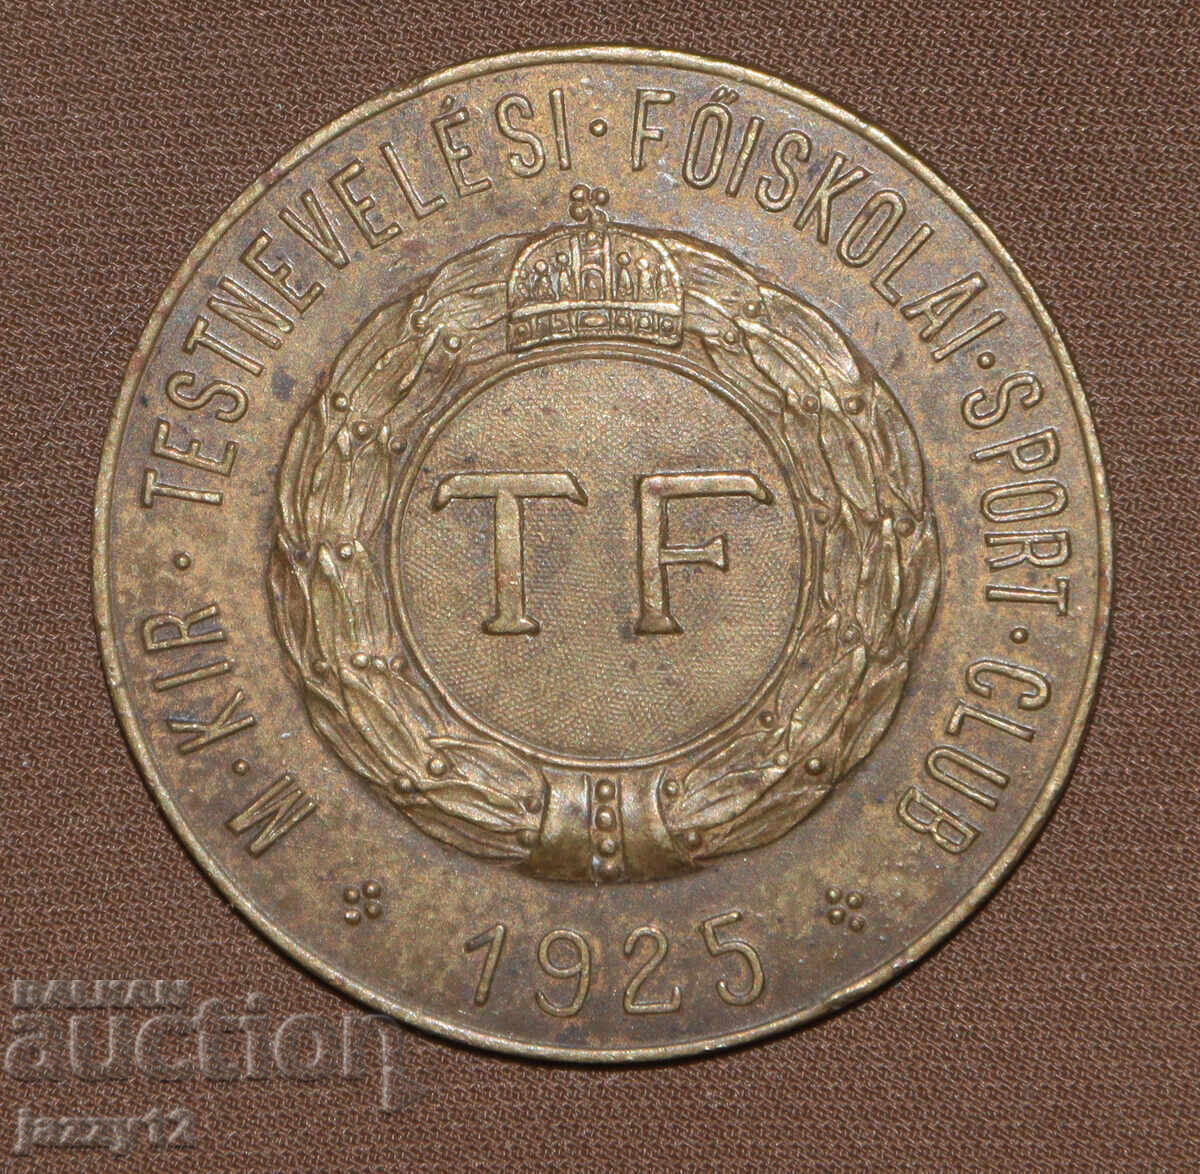 M · KIR · TESTNEVELÉSI · FŐISKOLAI · SPORT · CLUB
TF
1925
BALKAN
auction
jazzy12